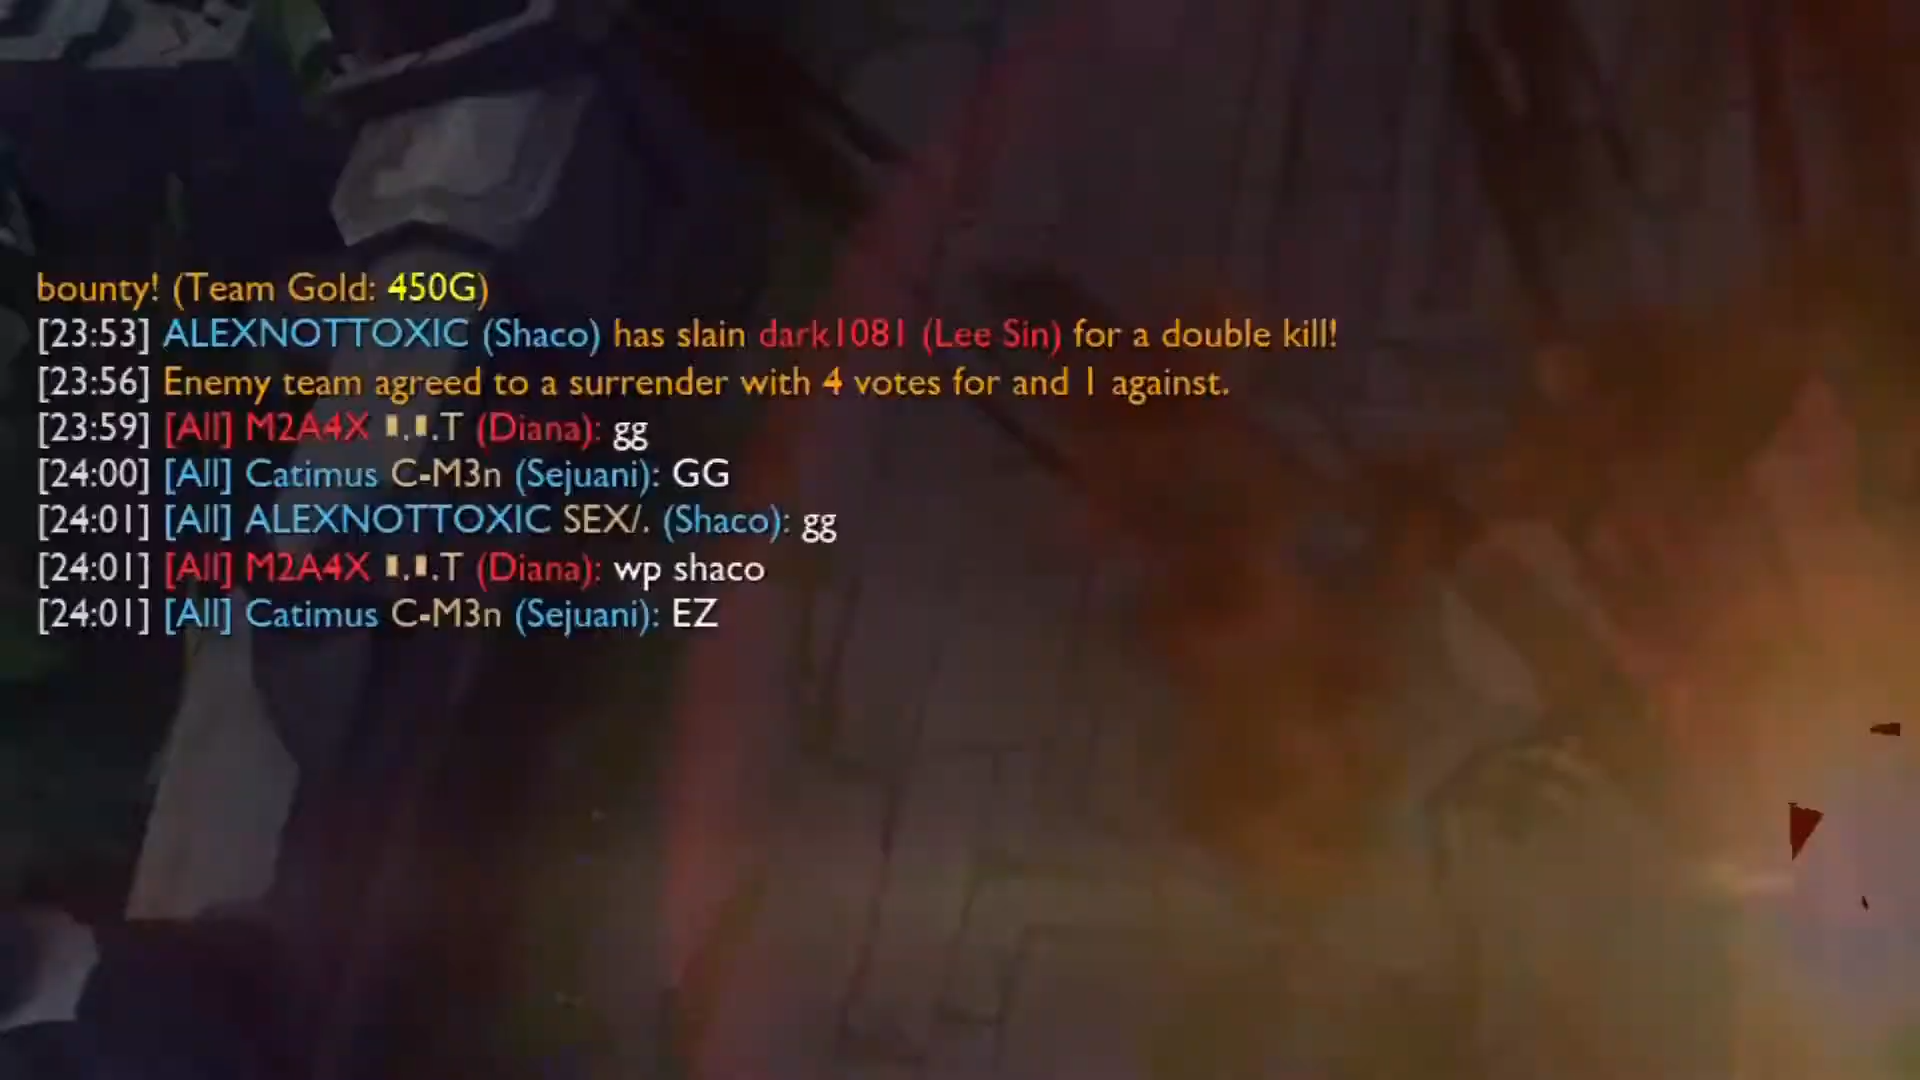 bounty! (Team Gold: 450G)
[23:53] ALEXNOTTOXIC (Shaco) has slain dark1081 (Lee Sin) for a double kill!
[23:56] Enemy team agreed to a surrender with 4 votes for and 1 against.
[23:59] [All] M2A4X ▮.▮.T (Diana): gg
[24:00] [All] Catimus C-M3n (Sejuani): GG
[24:01] [All] ALEXNOTTOXIC SEX/. (Shaco): gg
[24:01] [All] M2A4X ▮.▮.T (Diana): wp shaco
[24:01] [All] Catimus C-M3n (Sejuani): EZ